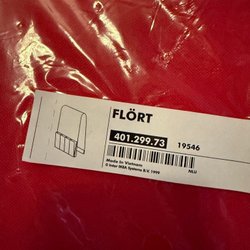 FLÖRT
401.299.73 19546
Made in Vietnam
© Inter IKEA Systems B.V. 1999
NLU